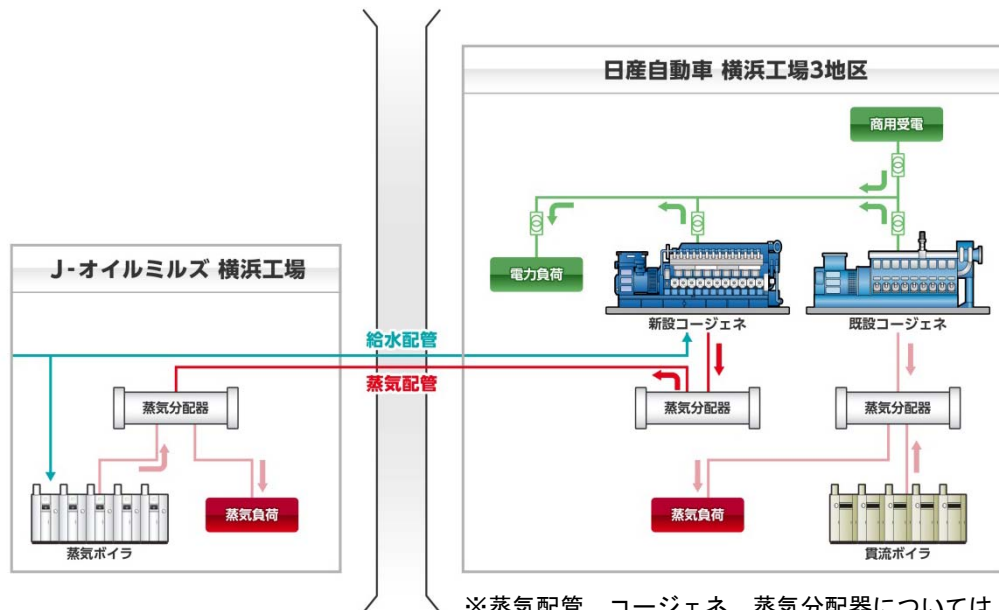 日産自動車 横浜工場3地区
商用受電
J-オイルミルズ 横浜工場
電力負荷
新設コージェネ
既設コージェネ
給水配管
蒸気配管
蒸気分配器
蒸気分配器
蒸気分配器
蒸気負荷
蒸気負荷
蒸気ボイラ
貫流ボイラ
※蒸気配管、コージェネ、蒸気分配器については